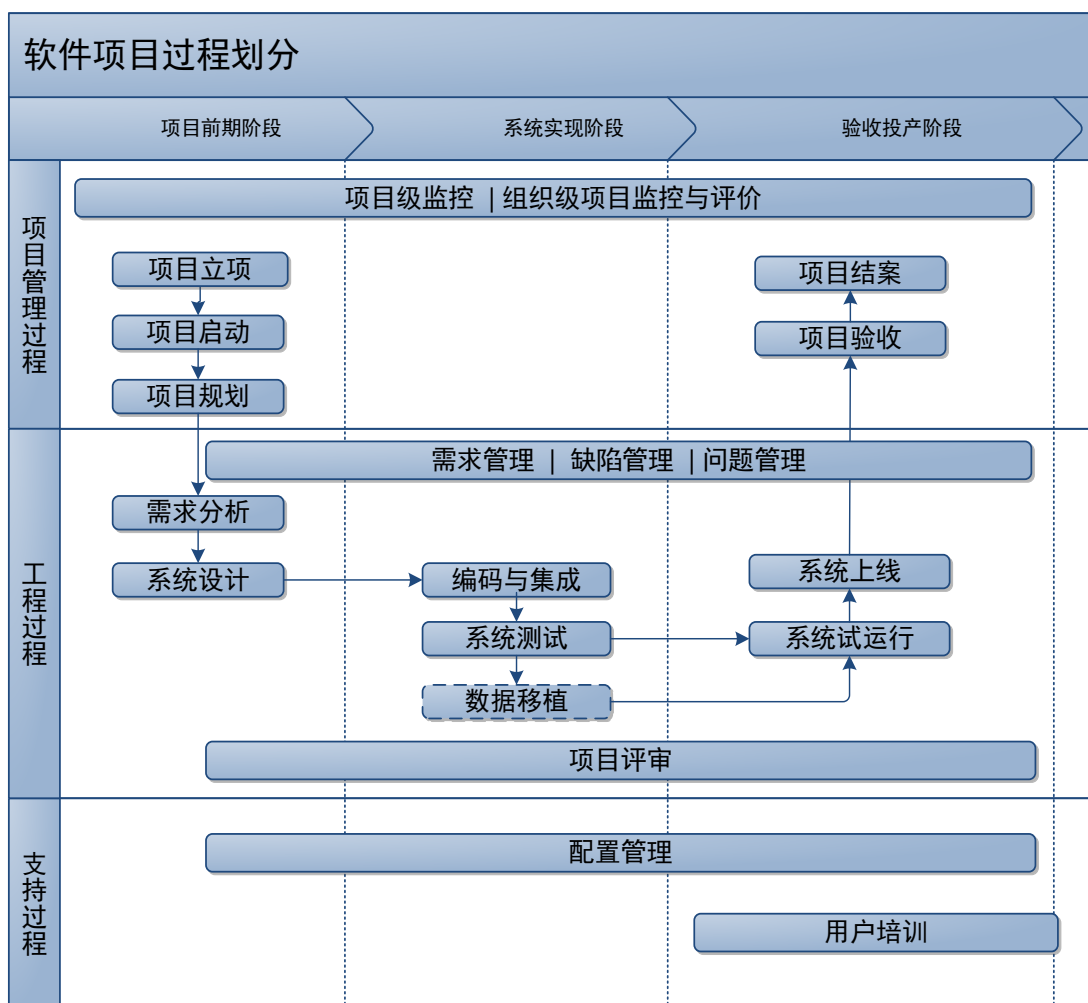 软件项目过程划分
项目前期阶段
系统实现阶段
验收投产阶段
项目管理过程
项目级监控 | 组织级项目监控与评价
项目立项
项目启动
项目规划
项目结案
项目验收
工程过程
需求管理 | 缺陷管理 | 问题管理
需求分析
系统设计
编码与集成
系统测试
数据移植
系统上线
系统试运行
项目评审
支持过程
配置管理
用户培训